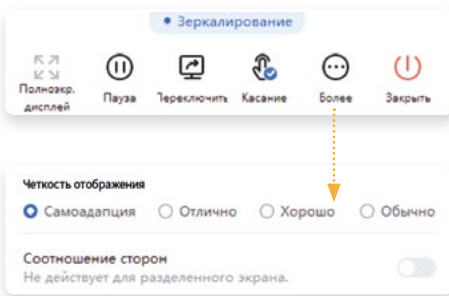 • Зеркалирование
Полноэкр.
дисплей
Пауза
Переключить
Касание
Более
Закрыть
Четкость отображения
Самоадапция
Отлично
Хорошо
Обычно
Соотношение сторон
Не действует для разделенного экрана.